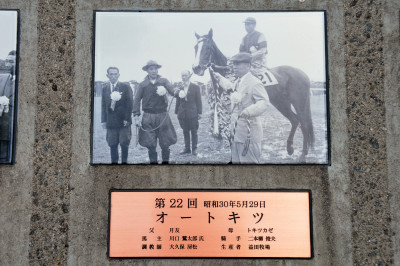 21
第22回 昭和30年5月29日
オートキツ
父 月友 母 トキツカゼ
馬主 川口鷲太郎氏 騎手 二本柳俊夫
調教師 大久保房松 生産者 益田牧場